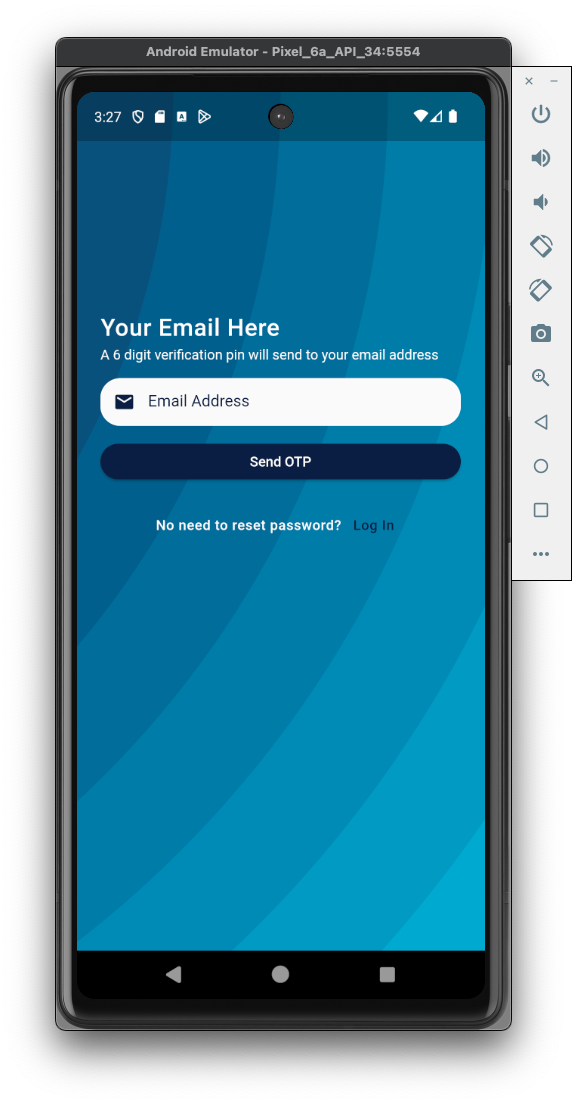 Android Emulator - Pixel_6a_API_34:5554
3:27
Your Email Here
A 6 digit verification pin will send to your email address
Email Address
Send OTP
No need to reset password? Log In